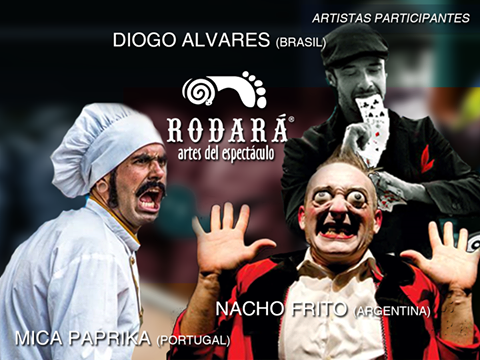 ARTISTAS PARTICIPANTES
DIOGO ALVARES (BRASIL)
RODARÁ®
artes del espectáculo
NACHO FRITO (ARGENTINA)
MICA PAPRIKA (PORTUGAL)